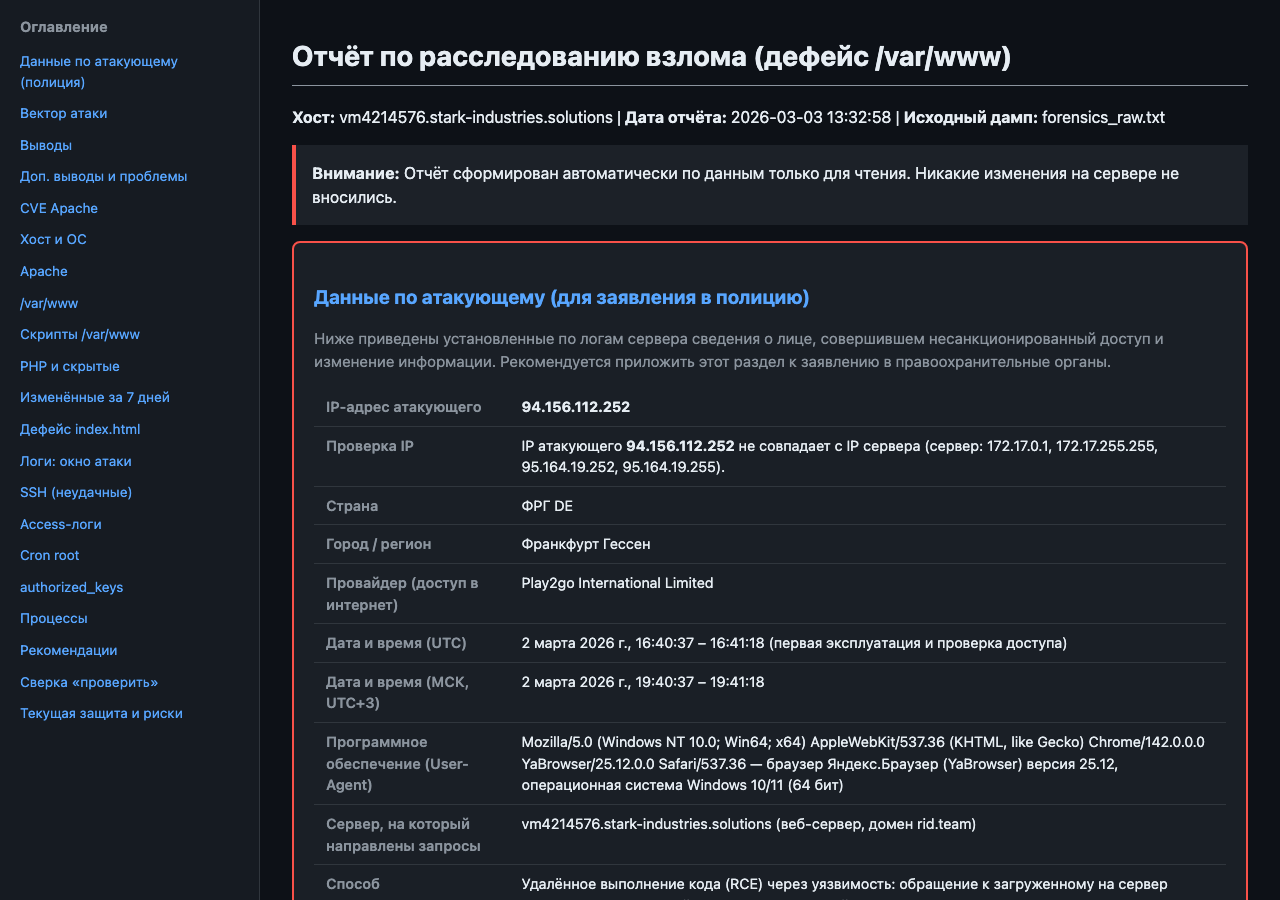 Оглавление
Данные по атакующему
(полиция)
Вектор атаки
Выводы
Доп. выводы и проблемы
CVE Apache
Хост и ОС
Apache
/var/www
Скрипты /var/www
PHP и скрытые
Изменённые за 7 дней
Дефейс index.html
Логи: окно атаки
SSH (неудачные)
Access-логи
Cron root
authorized_keys
Процессы
Рекомендации
Сверка «проверить»
Текущая защита и риски
Отчёт по расследованию взлома (дефейс /var/www)
Хост: vm4214576.stark-industries.solutions | Дата отчёта: 2026-03-03 13:32:58 | Исходный дамп: forensics_raw.txt
Внимание: Отчёт сформирован автоматически по данным только для чтения. Никакие изменения на сервере не
вносились.
Данные по атакующему (для заявления в полицию)
Ниже приведены установленные по логам сервера сведения о лице, совершившем несанкционированный доступ и
изменение информации. Рекомендуется приложить этот раздел к заявлению в правоохранительные органы.
IP-адрес атакующего 94.156.112.252
Проверка IP IP атакующего 94.156.112.252 не совпадает с IP сервера (сервер: 172.17.0.1, 172.17.255.255,
95.164.19.252, 95.164.19.255).
Страна ФРГ DE
Город / регион Франкфурт Гессен
Провайдер (доступ в Play2go International Limited
интернет)
Дата и время (UTC) 2 марта 2026 г., 16:40:37 – 16:41:18 (первая эксплуатация и проверка доступа)
Дата и время (МСК, 2 марта 2026 г., 19:40:37 – 19:41:18
UTC+3)
Программное Mozilla/5.0 (Windows NT 10.0; Win64; x64) AppleWebKit/537.36 (KHTML, like Gecko) Chrome/142.0.0.0
обеспечение (User- YaBrowser/25.12.0.0 Safari/537.36 — браузер Яндекс.Браузер (YaBrowser) версия 25.12,
Agent) операционная система Windows 10/11 (64 бит)
Сервер, на который vm4214576.stark-industries.solutions (веб-сервер, домен rid.team)
направлены запросы
Способ Удалённое выполнение кода (RCE) через уязвимость: обращение к загруженному на сервер